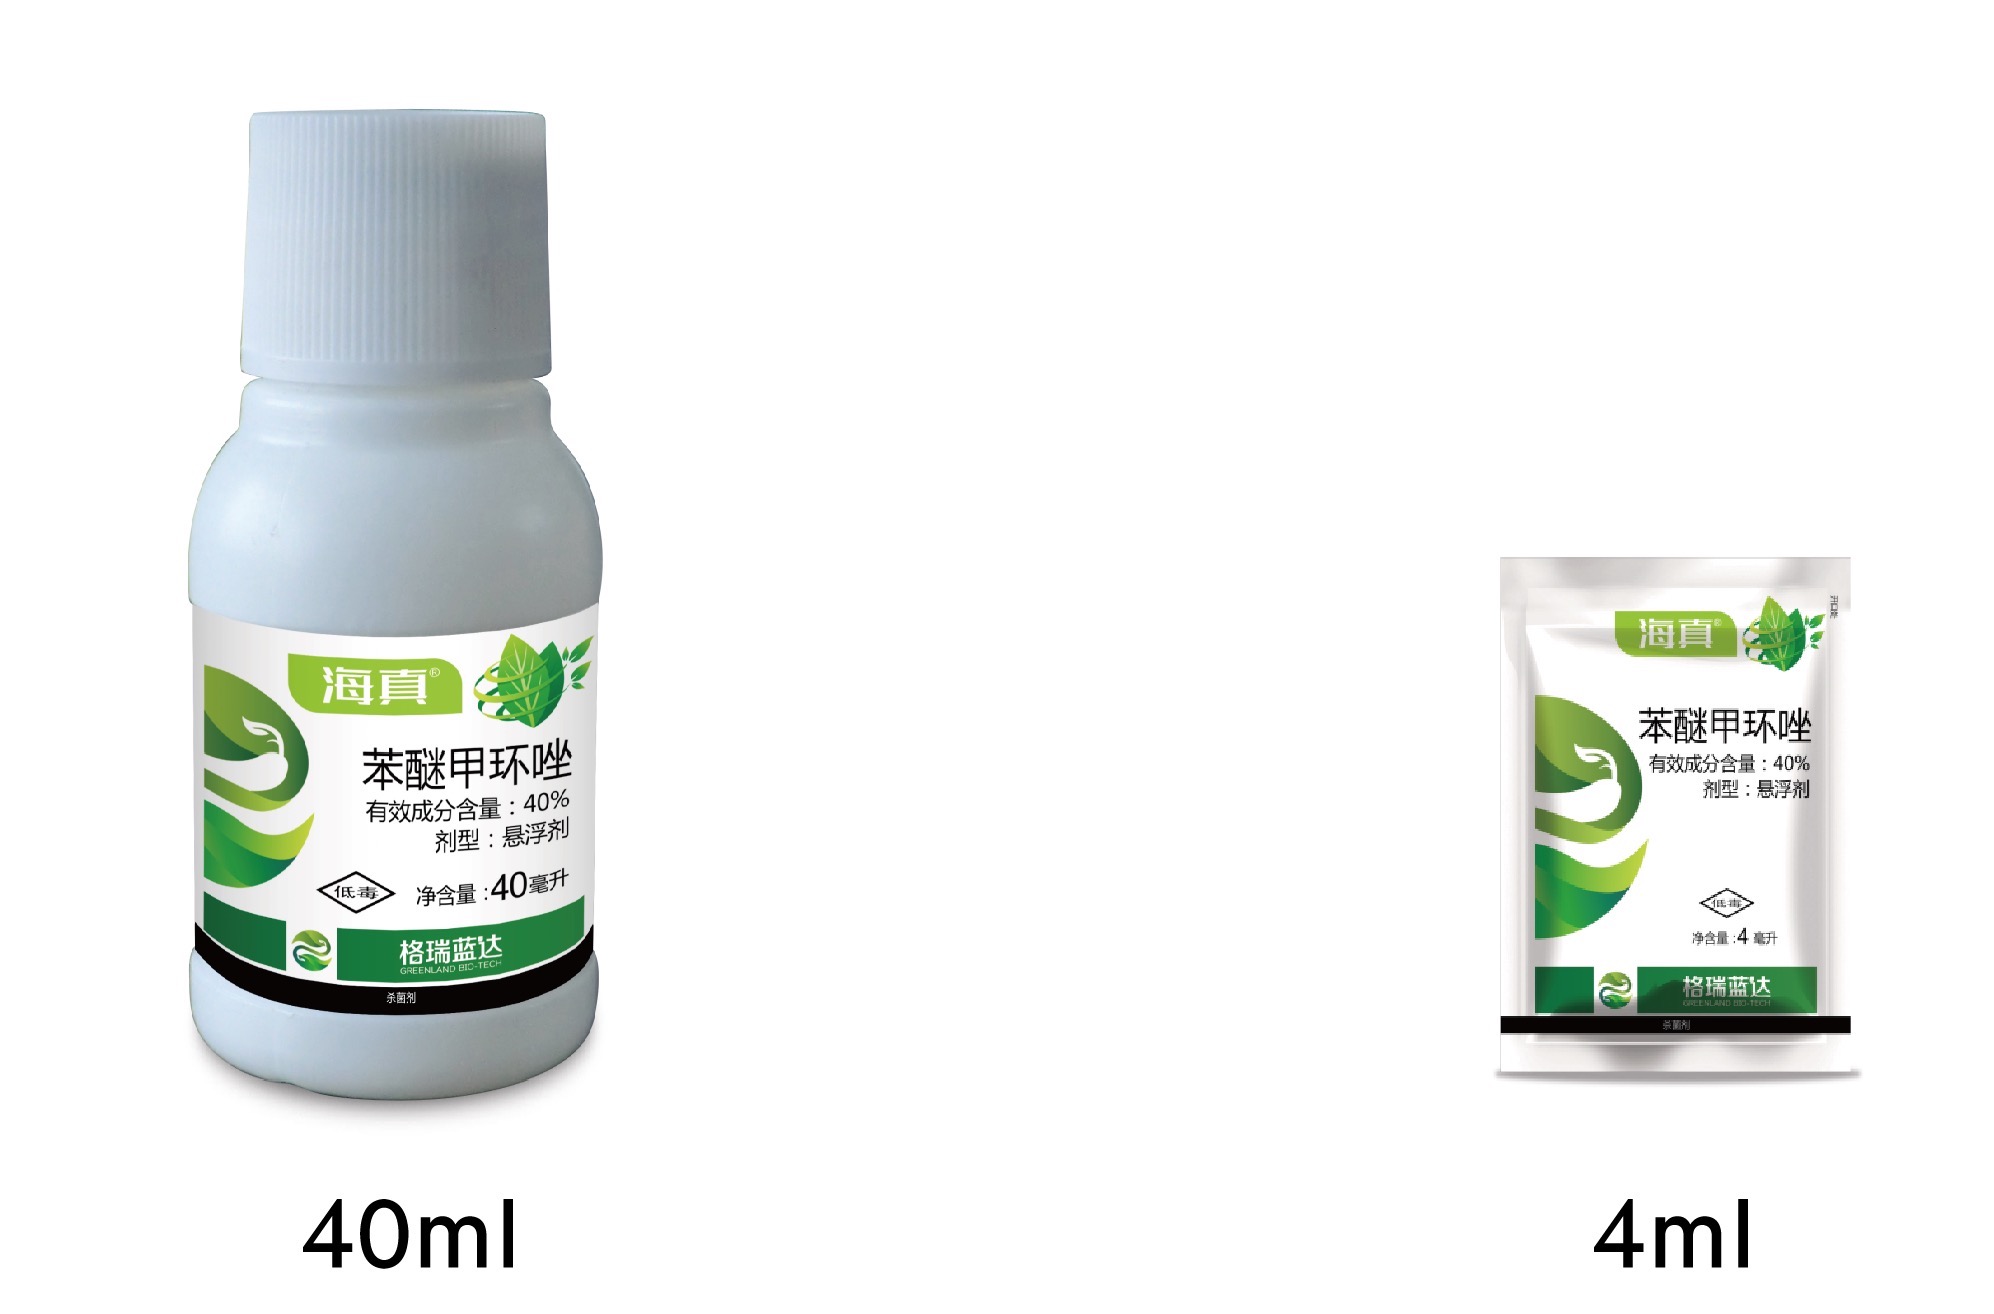 海真®
苯醚甲环唑
有效成分含量：40%
剂型：悬浮剂
低毒
净含量：40毫升
格瑞蓝达
GREENLAND BIO-TECH
杀菌剂
40ml
海真®
苯醚甲环唑
有效成分含量：40%
剂型：悬浮剂
低毒
净含量：4 毫升
格瑞蓝达
GREENLAND BIO-TECH
杀菌剂
4ml